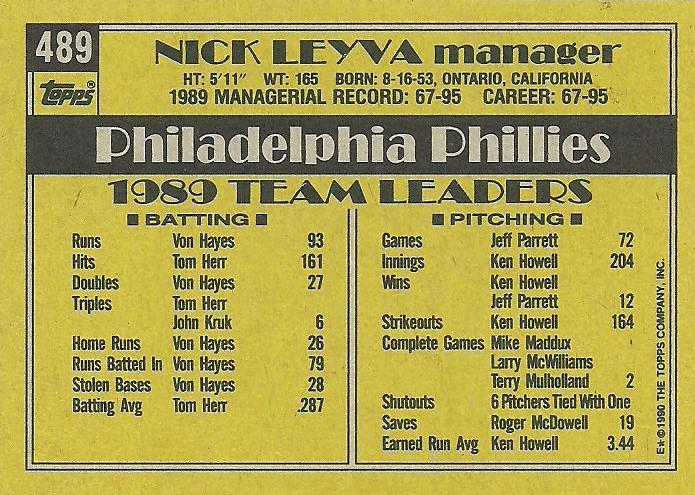 489
Topps®
NICK LEYVA manager
HT: 5'11" WT: 165 BORN: 8-16-53, ONTARIO, CALIFORNIA
1989 MANAGERIAL RECORD: 67-95 CAREER: 67-95
Philadelphia Phillies
1989 TEAM LEADERS
BATTING
Runs Von Hayes 93
Hits Tom Herr 161
Doubles Von Hayes 27
Triples Tom Herr
John Kruk 6
Home Runs Von Hayes 26
Runs Batted In Von Hayes 79
Stolen Bases Von Hayes 28
Batting Avg Tom Herr .287
PITCHING
Games Jeff Parrett 72
Innings Ken Howell 204
Wins Ken Howell
Jeff Parrett 12
Strikeouts Ken Howell 164
Complete Games Mike Maddux
Larry McWilliams
Terry Mulholland 2
Shutouts 6 Pitchers Tied With One
Saves Roger McDowell 19
Earned Run Avg Ken Howell 3.44
E★ © 1990 THE TOPPS COMPANY, INC.